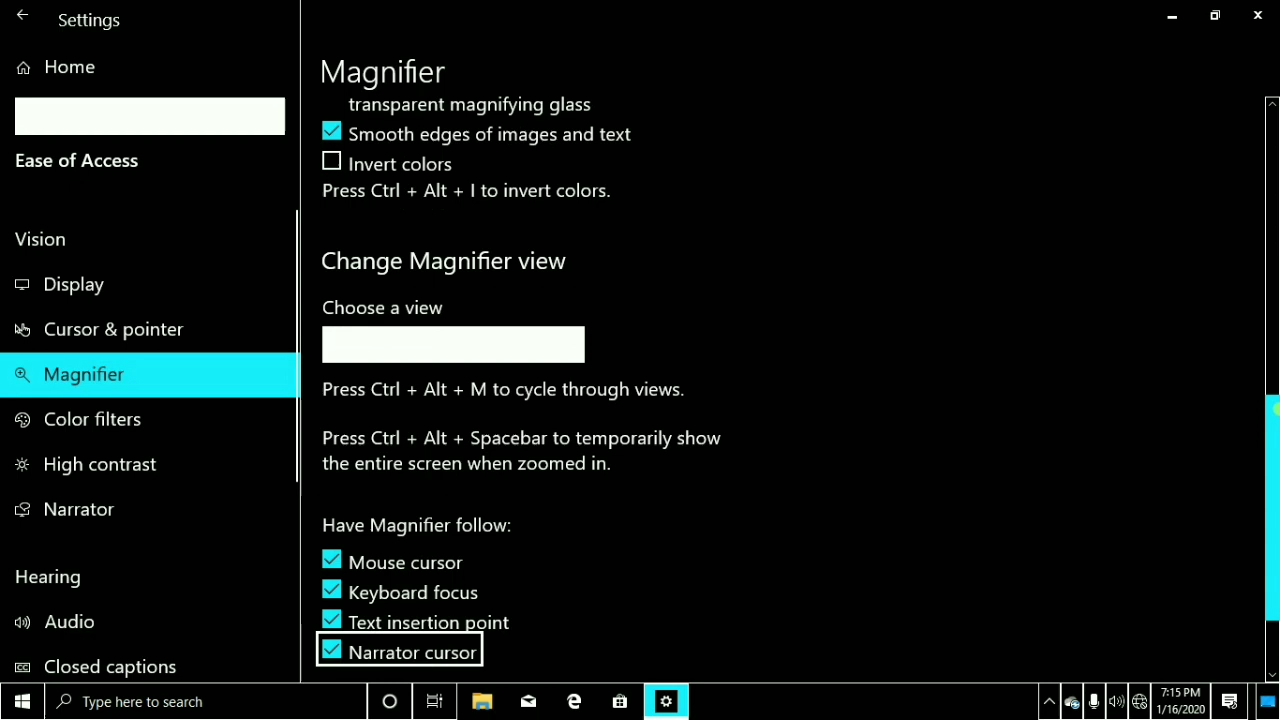 Settings
Home
Ease of Access
Vision
Display
Cursor & pointer
Magnifier
Color filters
High contrast
Narrator
Hearing
Audio
Closed captions
Magnifier
transparent magnifying glass
Smooth edges of images and text
Invert colors
Press Ctrl + Alt + I to invert colors.
Change Magnifier view
Choose a view
Press Ctrl + Alt + M to cycle through views.
Press Ctrl + Alt + Spacebar to temporarily show
the entire screen when zoomed in.
Have Magnifier follow:
Mouse cursor
Keyboard focus
Text insertion point
Narrator cursor
Type here to search
7:15 PM
1/16/2020